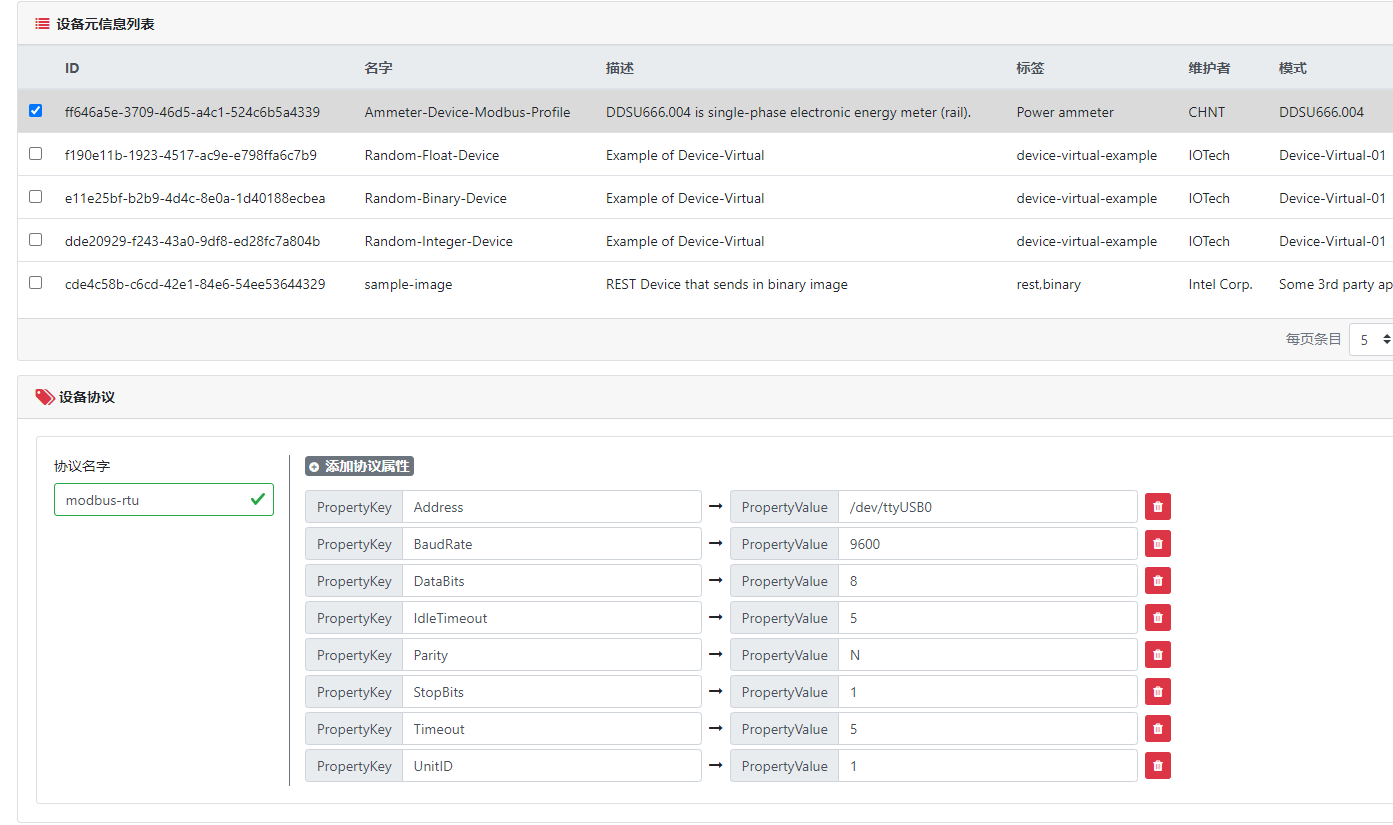 设备元信息列表
ID 名字 描述 标签 维护者 模式
ff646a5e-3709-46d5-a4c1-524c6b5a4339 Ammeter-Device-Modbus-Profile DDSU666.004 is single-phase electronic energy meter (rail). Power ammeter CHNT DDSU666.004
f190e11b-1923-4517-ac9e-e798ffa6c7b9 Random-Float-Device Example of Device-Virtual device-virtual-example IOTech Device-Virtual-01
e11e25bf-b2b9-4d4c-8e0a-1d40188ecbea Random-Binary-Device Example of Device-Virtual device-virtual-example IOTech Device-Virtual-01
dde20929-f243-43a0-9df8-ed28fc7a804b Random-Integer-Device Example of Device-Virtual device-virtual-example IOTech Device-Virtual-01
cde4c58b-c6cd-42e1-84e6-54ee53644329 sample-image REST Device that sends in binary image rest,binary Intel Corp. Some 3rd party ap
每页条目 5
设备协议
协议名字
modbus-rtu
添加协议属性
PropertyKey Address → PropertyValue /dev/ttyUSB0
PropertyKey BaudRate → PropertyValue 9600
PropertyKey DataBits → PropertyValue 8
PropertyKey IdleTimeout → PropertyValue 5
PropertyKey Parity → PropertyValue N
PropertyKey StopBits → PropertyValue 1
PropertyKey Timeout → PropertyValue 5
PropertyKey UnitID → PropertyValue 1